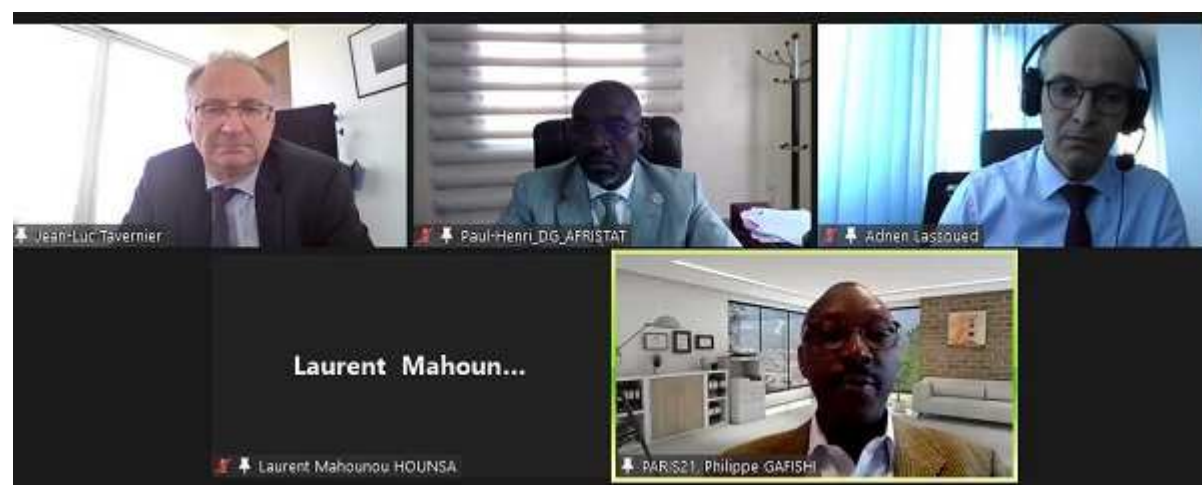 Jean-Luc Tavernier
Paul-Henri_DG_AFRISTAT
Adnen Lassoued
Laurent Mahoun...
Laurent Mahounou HOUNSA
PARIS21, Philippe GAFISHI